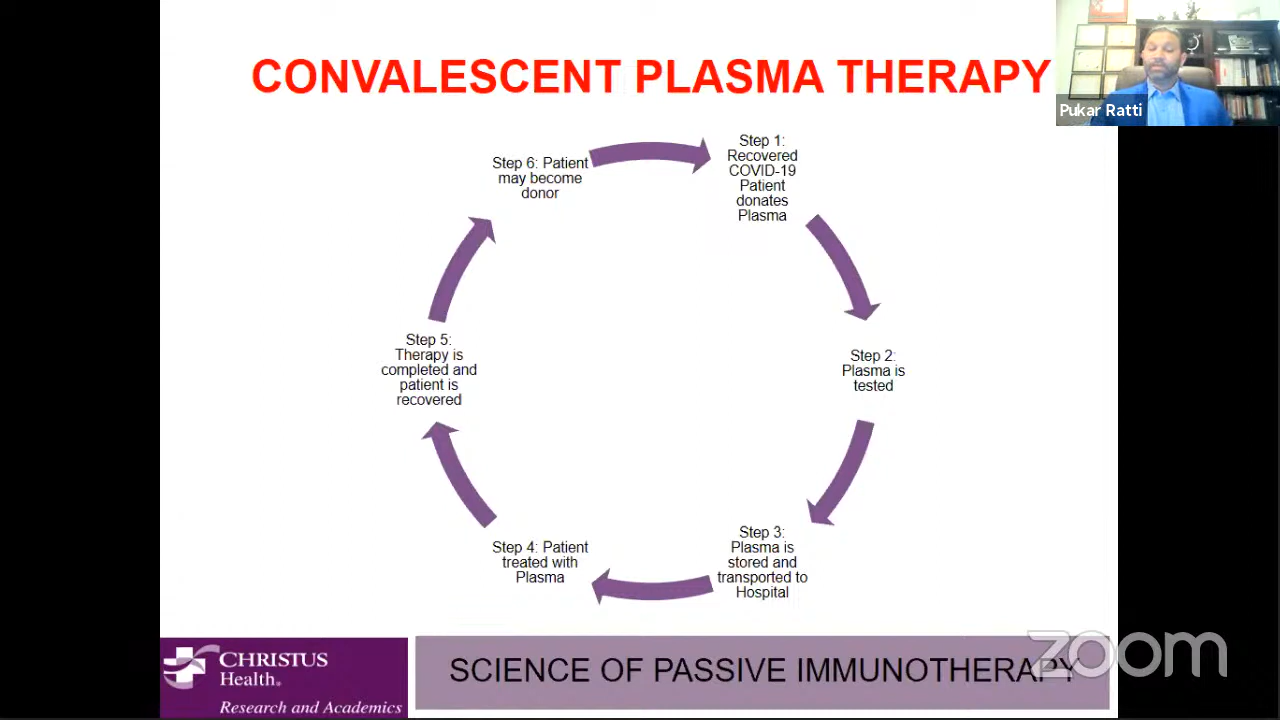 CONVALESCENT PLASMA THERAPY
Pukar Ratti
Step 1:
Recovered
COVID-19
Patient
donates
Plasma
Step 2:
Plasma is
tested
Step 3:
Plasma is
stored and
transported to
Hospital
Step 4: Patient
treated with
Plasma
Step 5:
Therapy is
completed and
patient is
recovered
Step 6: Patient
may become
donor
CHRISTUS
Health®
Research and Academics
SCIENCE OF PASSIVE IMMUNOTHERAPY
zoom